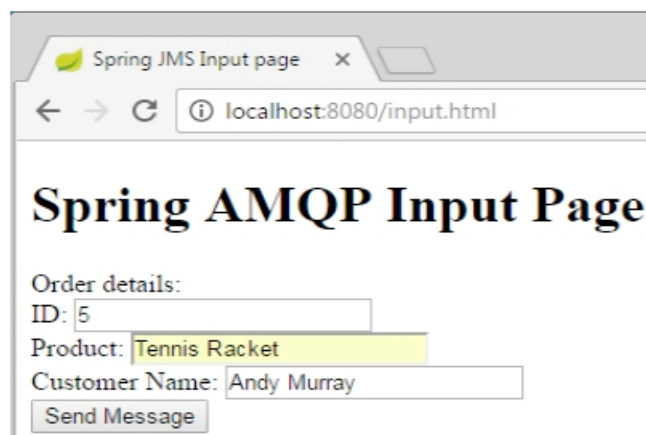 Spring JMS Input page
localhost:8080/input.html
Spring AMQP Input Page
Order details:
ID: 5
Product: Tennis Racket
Customer Name: Andy Murray
Send Message